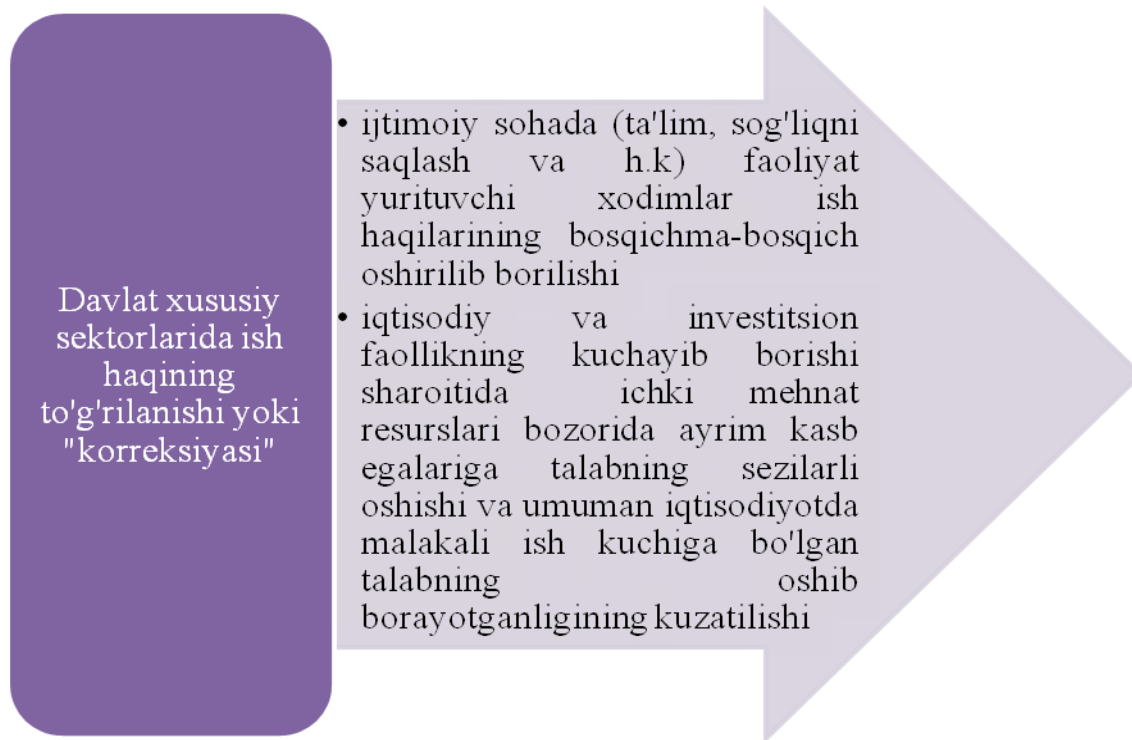 Davlat xususiy
sektorlarida ish
haqining
to'g'rilanishi yoki
"korreksiyasi"
• ijtimoiy sohada (ta'lim, sog'liqni
saqlash va h.k) faoliyat
yurituvchi xodimlar ish
haqilarining bosqichma-bosqich
oshirilib borilishi
• iqtisodiy va investitsion
faollikning kuchayib borishi
sharoitida ichki mehnat
resurslari bozorida ayrim kasb
egalariga talabning sezilarli
oshishi va umuman iqtisodiyotda
malakali ish kuchiga bo'lgan
talabning oshib
borayotganligining kuzatilishi